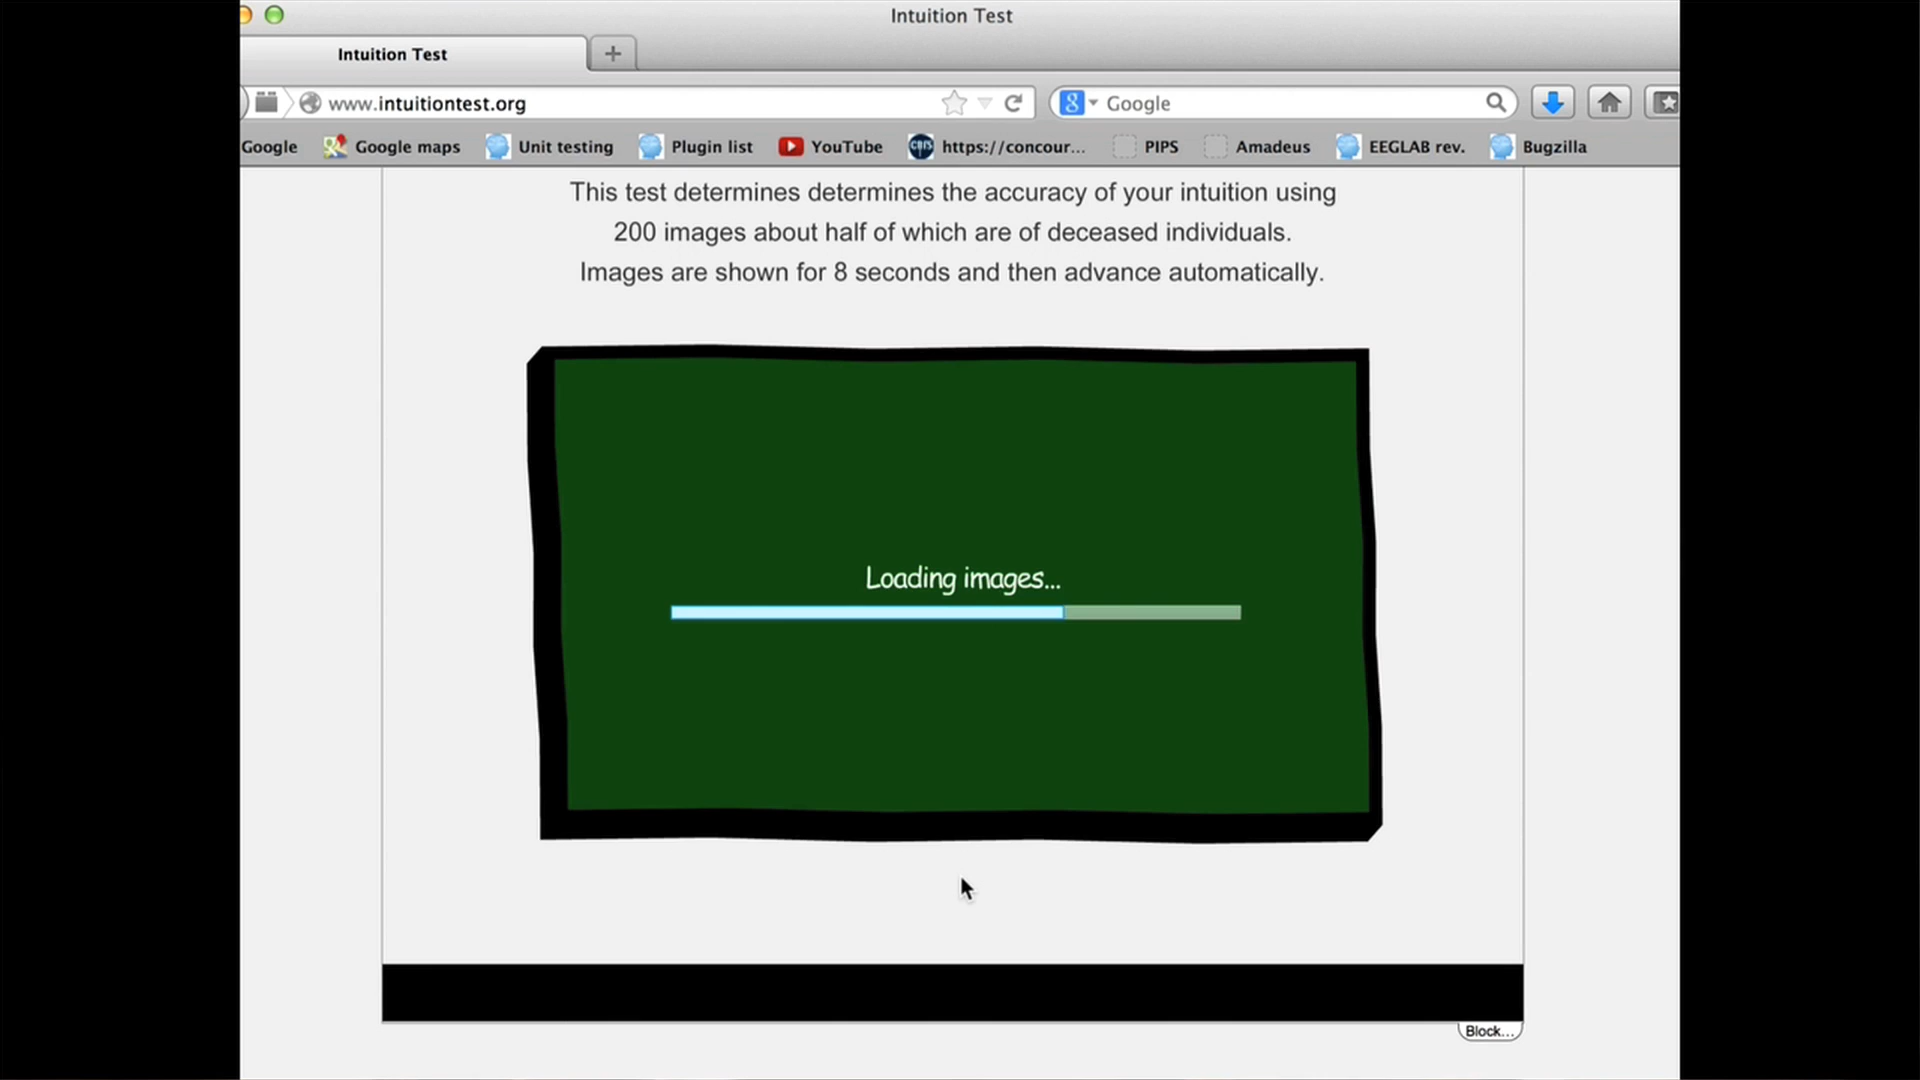 Intuition Test
Intuition Test
www.intuitiontest.org
Google
Google Google maps Unit testing Plugin list YouTube https://concour... PIPS Amadeus EEGLAB rev. Bugzilla
This test determines determines the accuracy of your intuition using
200 images about half of which are of deceased individuals.
Images are shown for 8 seconds and then advance automatically.
Loading images...
Block...